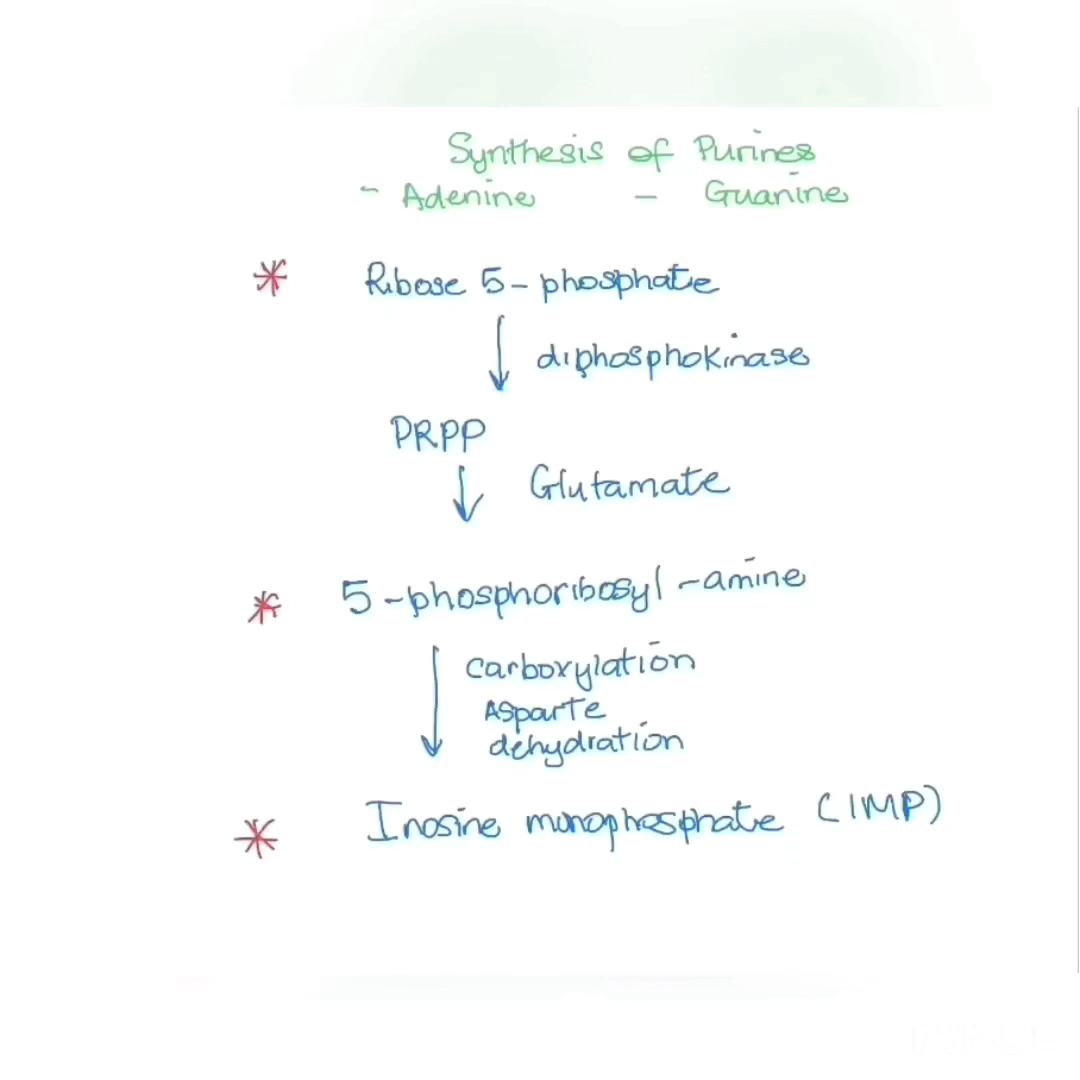 Synthesis of Purines
- Adenine - Guanine
* Ribose 5-phosphate
diphosphokinase
PRPP
Glutamate
* 5-phosphoribosyl-amine
carboxylation
Asparte
dehydration
* Inosine monophosphate (IMP)